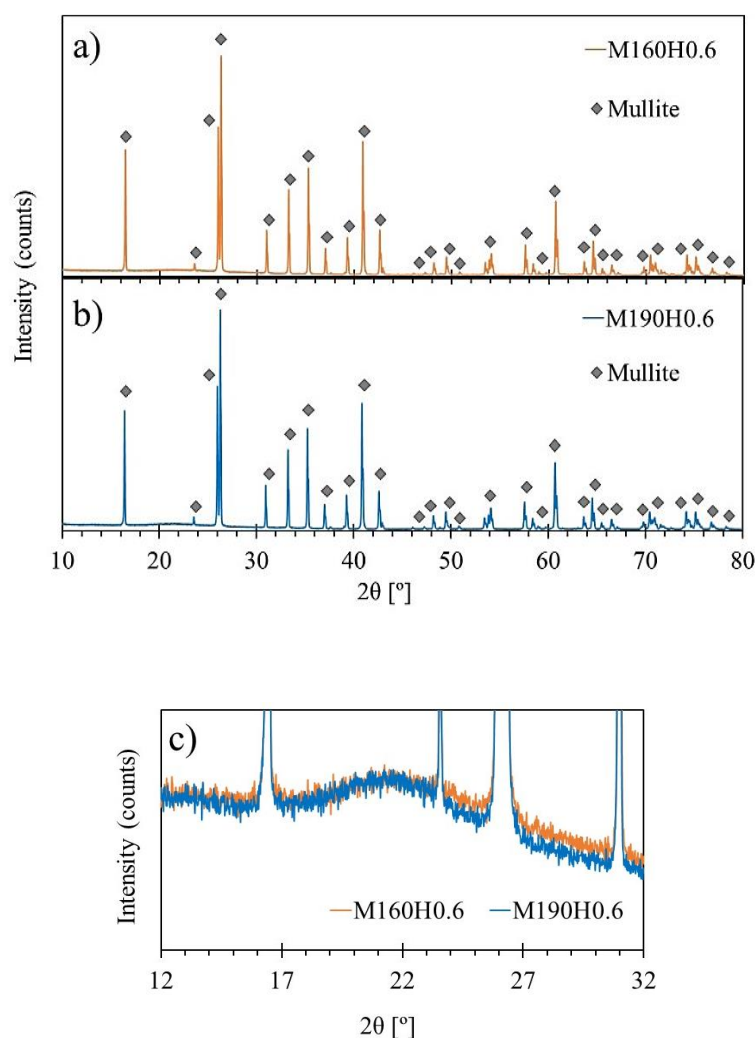 a)
M160H0.6
Mullite
Intensity (counts)
b)
M190H0.6
Mullite
10 20 30 40 50 60 70 80
2θ [º]
c)
Intensity (counts)
M160H0.6 M190H0.6
12 17 22 27 32
2θ [º]